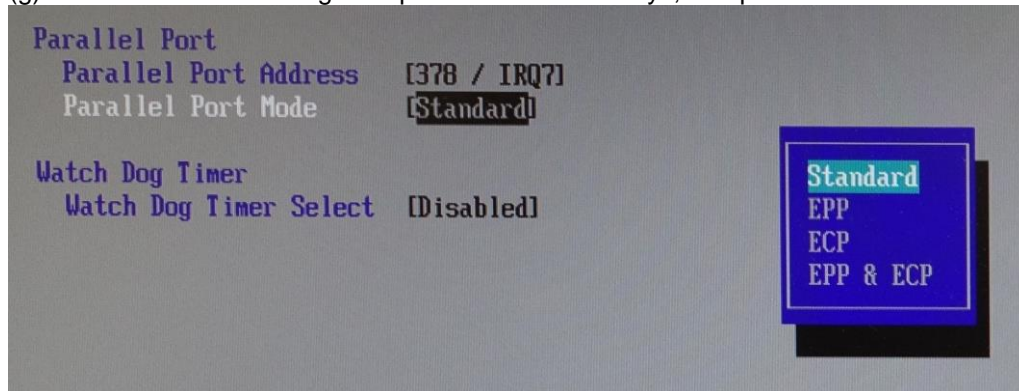 Parallel Port
Parallel Port Address [378 / IRQ7]
Parallel Port Mode [Standard]
Watch Dog Timer
Watch Dog Timer Select [Disabled]
Standard
EPP
ECP
EPP & ECP